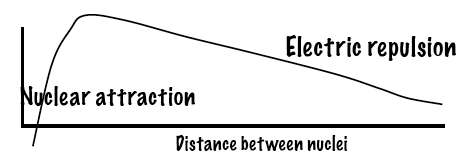 Electric repulsion
Nuclear attraction
Distance between nuclei